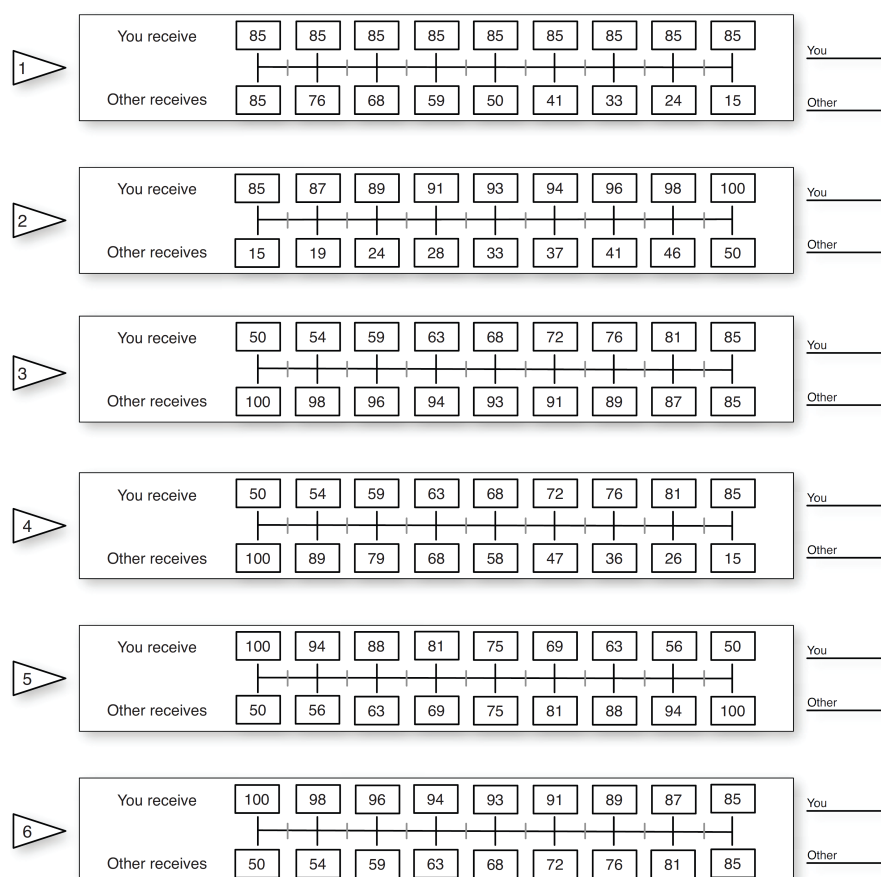 You receive 85 85 85 85 85 85 85 85 85
You
1
Other receives 85 76 68 59 50 41 33 24 15
Other
You receive 85 87 89 91 93 94 96 98 100
You
2
Other receives 15 19 24 28 33 37 41 46 50
Other
You receive 50 54 59 63 68 72 76 81 85
You
3
Other receives 100 98 96 94 93 91 89 87 85
Other
You receive 50 54 59 63 68 72 76 81 85
You
4
Other receives 100 89 79 68 58 47 36 26 15
Other
You receive 100 94 88 81 75 69 63 56 50
You
5
Other receives 50 56 63 69 75 81 88 94 100
Other
You receive 100 98 96 94 93 91 89 87 85
You
6
Other receives 50 54 59 63 68 72 76 81 85
Other